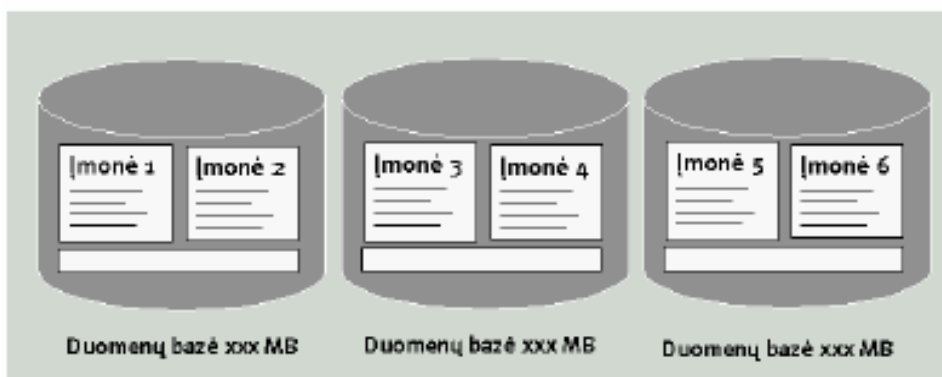 Įmonė 1
Įmonė 2
Įmonė 3
Įmonė 4
Įmonė 5
Įmonė 6
Duomenų bazė xxx MB
Duomenų bazė xxx MB
Duomenų bazė xxx MB